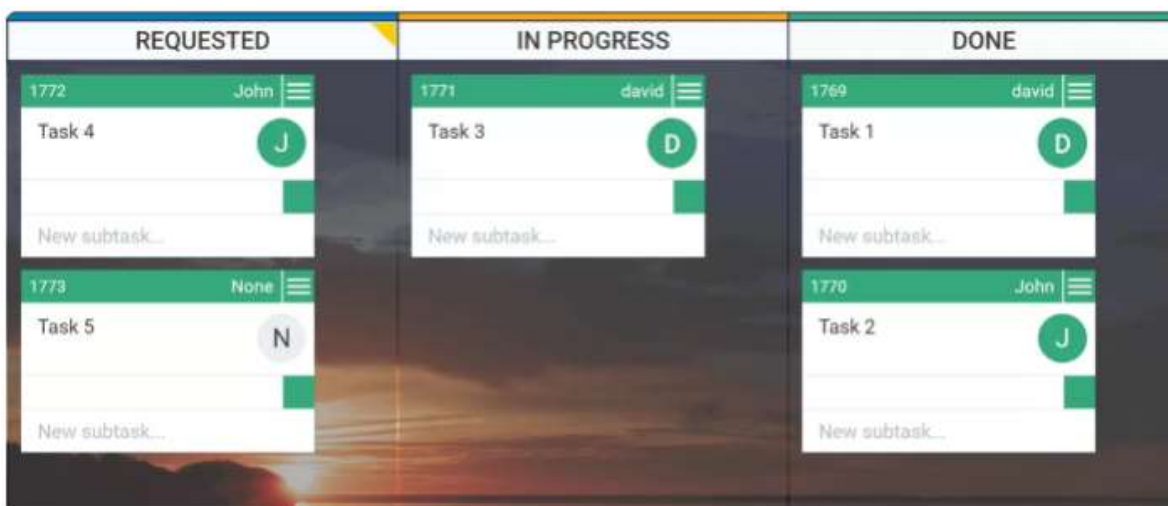 REQUESTED
IN PROGRESS
DONE
1772 John
Task 4
J
New subtask...
1773 None
Task 5
N
New subtask...
1771 david
Task 3
D
New subtask...
1769 david
Task 1
D
New subtask...
1770 John
Task 2
J
New subtask...